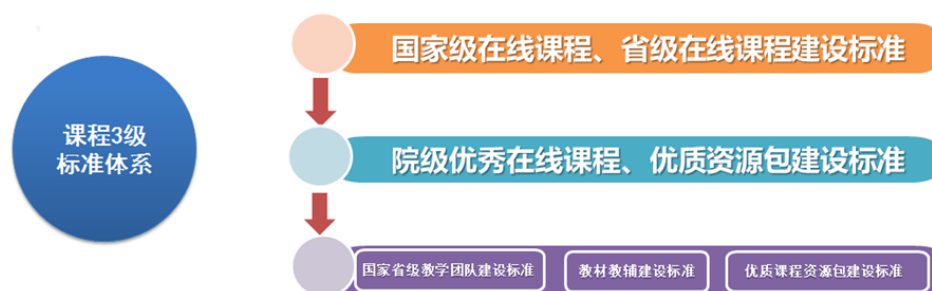 课程3级
标准体系
国家级在线课程、省级在线课程建设标准
院级优秀在线课程、优质资源包建设标准
国家省级教学团队建设标准
教材教辅建设标准
优质课程资源包建设标准